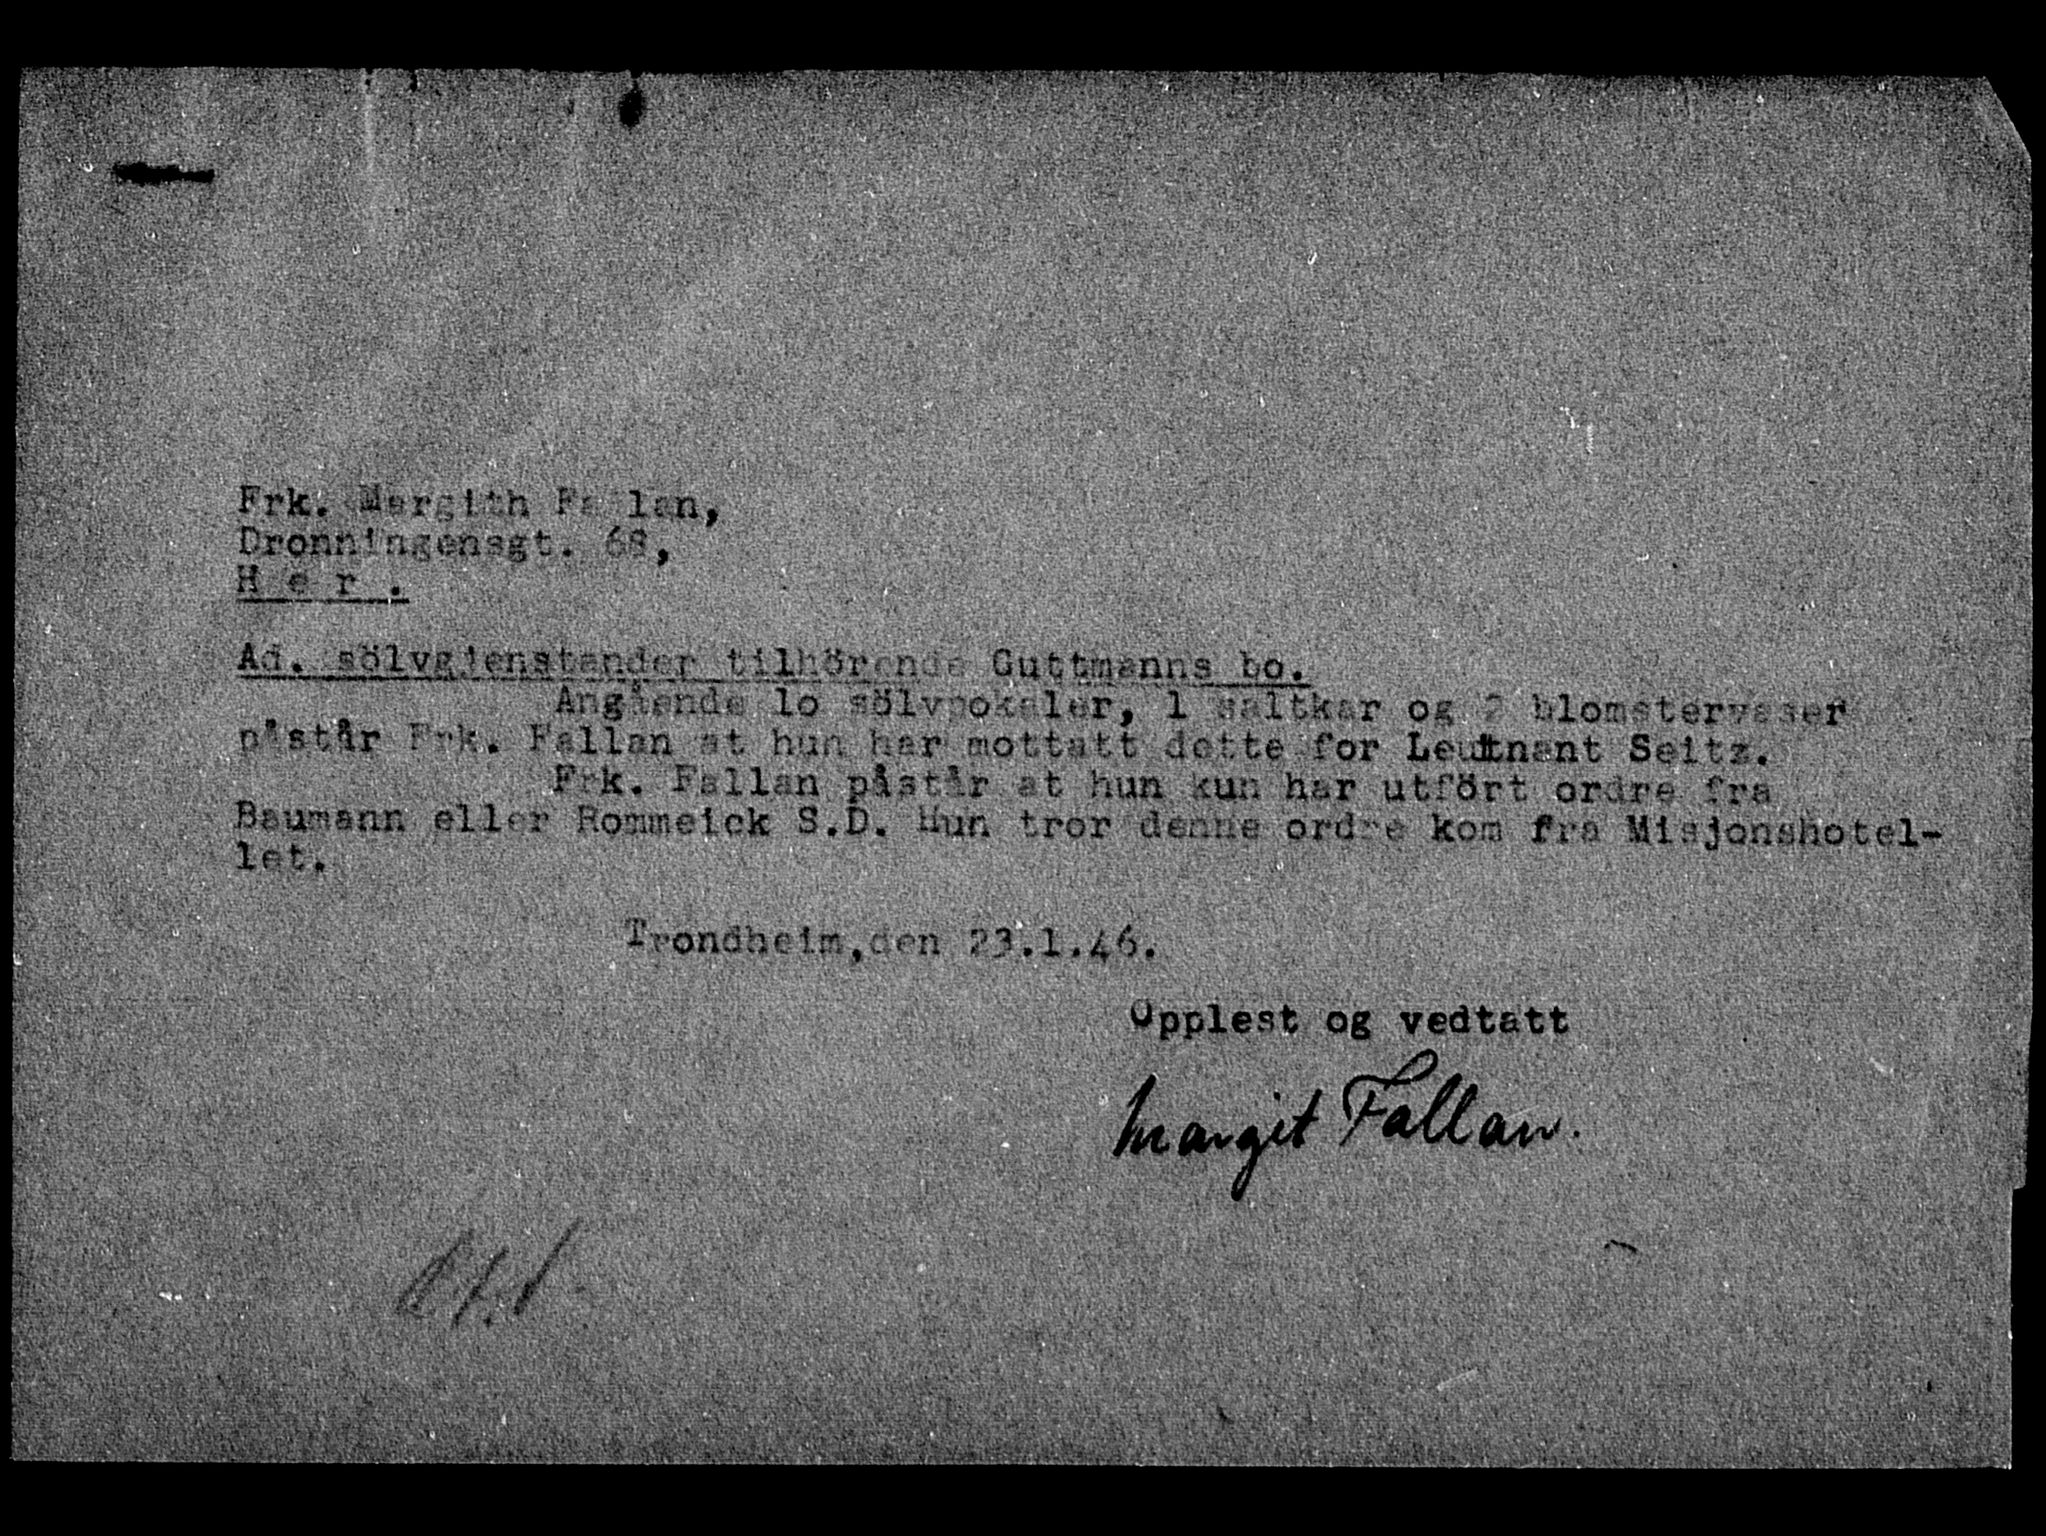 Frk. Margith Fallan,
Dronningensgt. 68,
H e r .
Ad. sölvgjenstander tilhörende Guttmanns bo.
Angående lo sölvpokaler, 1 saltkar og 2 blomstervaser
påstår Frk. Fallan at hun har mottatt dette for Leutnant Seitz.
Frk. Fallan påstår at hun kun har utfört ordre fra
Baumann eller Rommeick S.D. Hun tror denne ordre kom fra Misjonshotel-
let.
Trondheim,den 23.1.46.
Opplest og vedtatt
Margit Fallan.